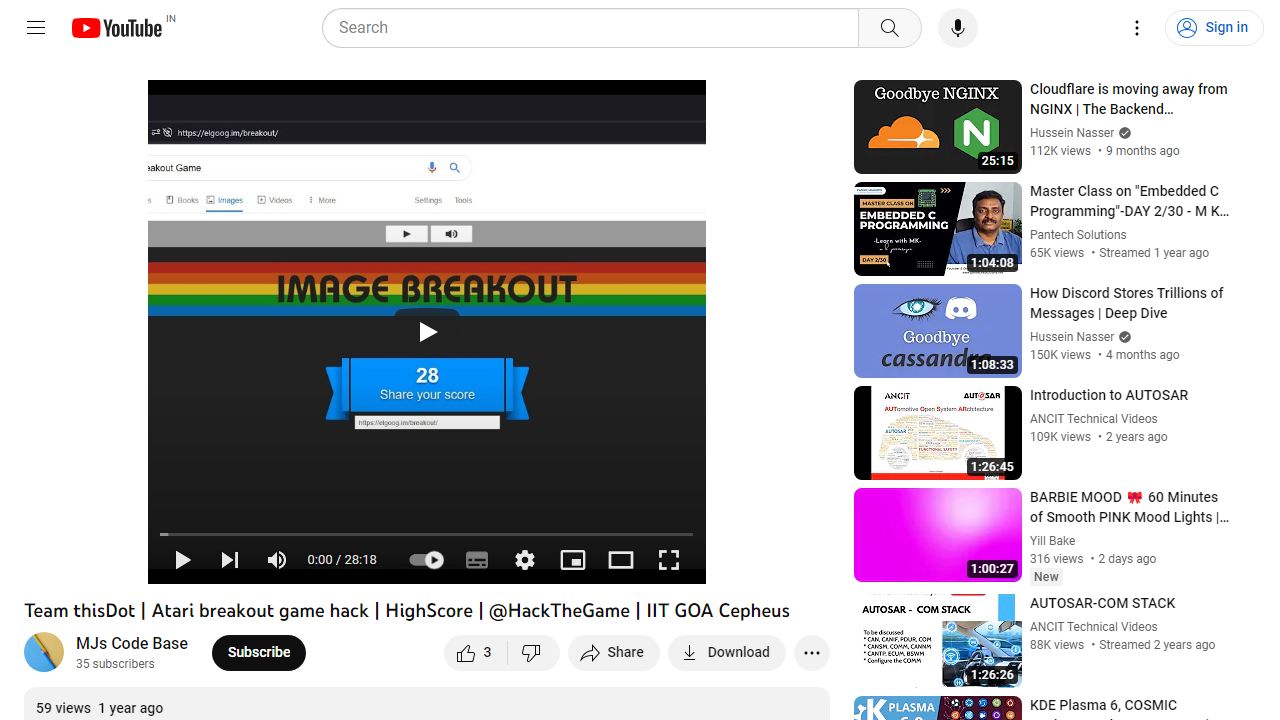 YouTube IN
Search
Sign in
https://elgoog.im/breakout/
eakout Game
s Books Images Videos More Settings Tools
IMAGE BREAKOUT
28
Share your score
https://elgoog.im/breakout/
0:00 / 28:18
Team thisDot | Atari breakout game hack | HighScore | @HackTheGame | IIT GOA Cepheus
MJs Code Base
35 subscribers
Subscribe
3
Share
Download
59 views 1 year ago
Goodbye NGINX
N
25:15
Cloudflare is moving away from
NGINX | The Backend…
Hussein Nasser
112K views • 9 months ago
MASTER CLASS ON
EMBEDDED C
PROGRAMMING
-Learn with MK-
DAY 2/30
1:04:08
Master Class on "Embedded C
Programming"-DAY 2/30 - M K…
Pantech Solutions
65K views • Streamed 1 year ago
Goodbye
cassandra
1:08:33
How Discord Stores Trillions of
Messages | Deep Dive
Hussein Nasser
150K views • 4 months ago
ANCIT AUTOSAR
AUTomotive Open System ARchitecture
AUTOSAR
FUNCTIONAL SAFETY
1:26:45
Introduction to AUTOSAR
ANCIT Technical Videos
109K views • 2 years ago
1:00:27
BARBIE MOOD 🎀 60 Minutes
of Smooth PINK Mood Lights |…
Yill Bake
316 views • 2 days ago
New
AUTOSAR - COM STACK
To be discussed
* CAN, CANIF, PDUR, COM
* CANSM, COMM, CANNM
* CANTP, ECUM, BSWM
* Configure the COMM
1:26:26
AUTOSAR-COM STACK
ANCIT Technical Videos
88K views • Streamed 2 years ago
PLASMA
KDE Plasma 6, COSMIC